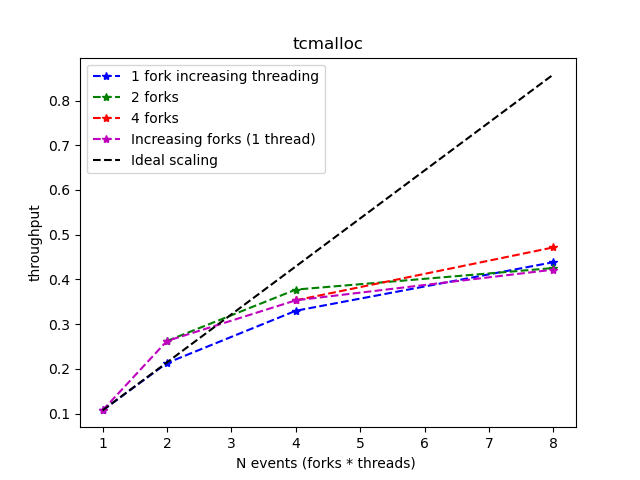 tcmalloc
1 fork increasing threading
2 forks
4 forks
Increasing forks (1 thread)
Ideal scaling
throughput
0.8
0.7
0.6
0.5
0.4
0.3
0.2
0.1
1 2 3 4 5 6 7 8
N events (forks * threads)